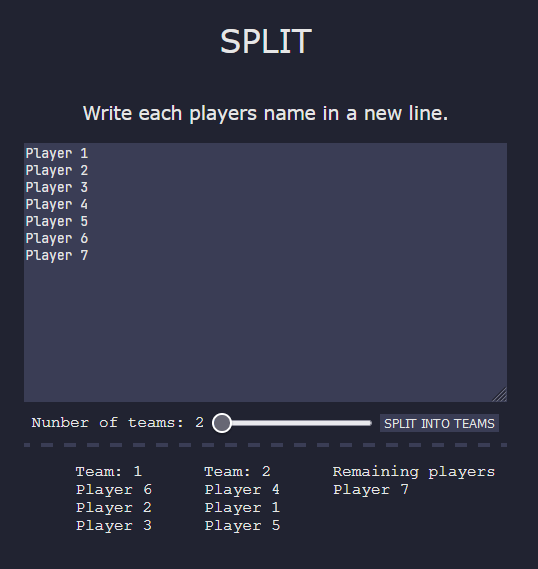 SPLIT
Write each players name in a new line.
Player 1
Player 2
Player 3
Player 4
Player 5
Player 6
Player 7
Nunber of teams: 2
SPLIT INTO TEAMS
Team: 1
Player 6
Player 2
Player 3
Team: 2
Player 4
Player 1
Player 5
Remaining players
Player 7